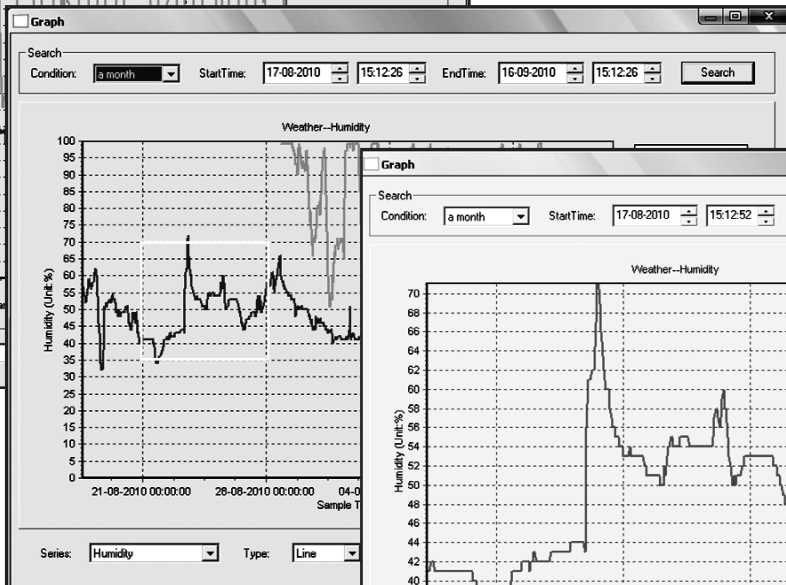 Graph
Search
Condition: a month StartTime: 17-08-2010 15:12:26 EndTime: 16-09-2010 15:12:26 Search
Weather--Humidity
100
95
90
85
80
75
70
65
60
55
50
45
40
35
30
25
20
15
10
5
0
Humidity (Unit:%)
21-08-2010 00:00:00 28-08-2010 00:00:00 04-0
Sample T
Series: Humidity Type: Line
Graph
Search
Condition: a month StartTime: 17-08-2010 15:12:52
Weather--Humidity
70
68
66
64
62
60
58
56
54
52
50
48
46
44
42
40
Humidity (Unit:%)